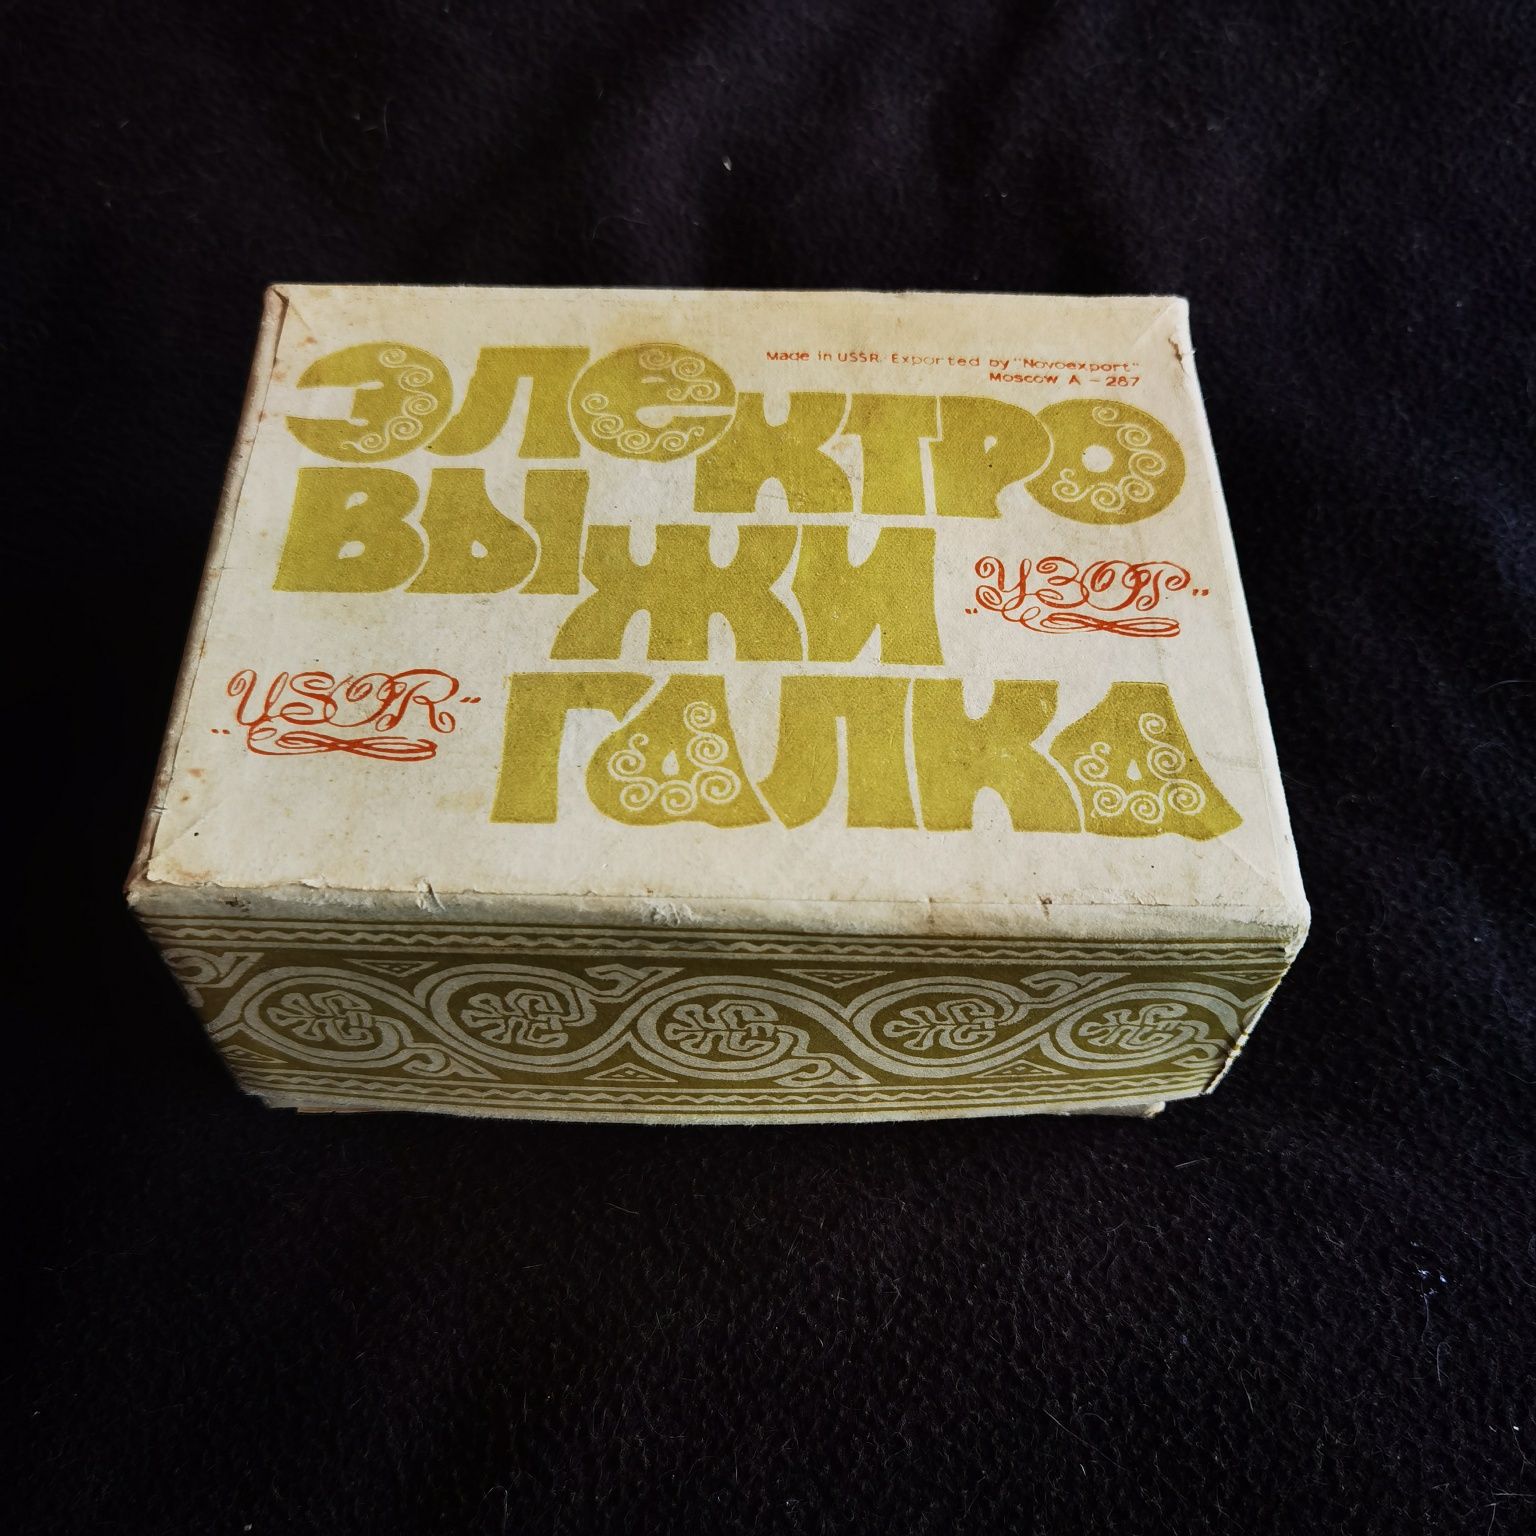 Made in USSR. Exported by "Novoexport"
Moscow A - 287
ЭЛеКТРО
ВЫЖИ
ГАЛКА
"УЗОР"
"USOR"